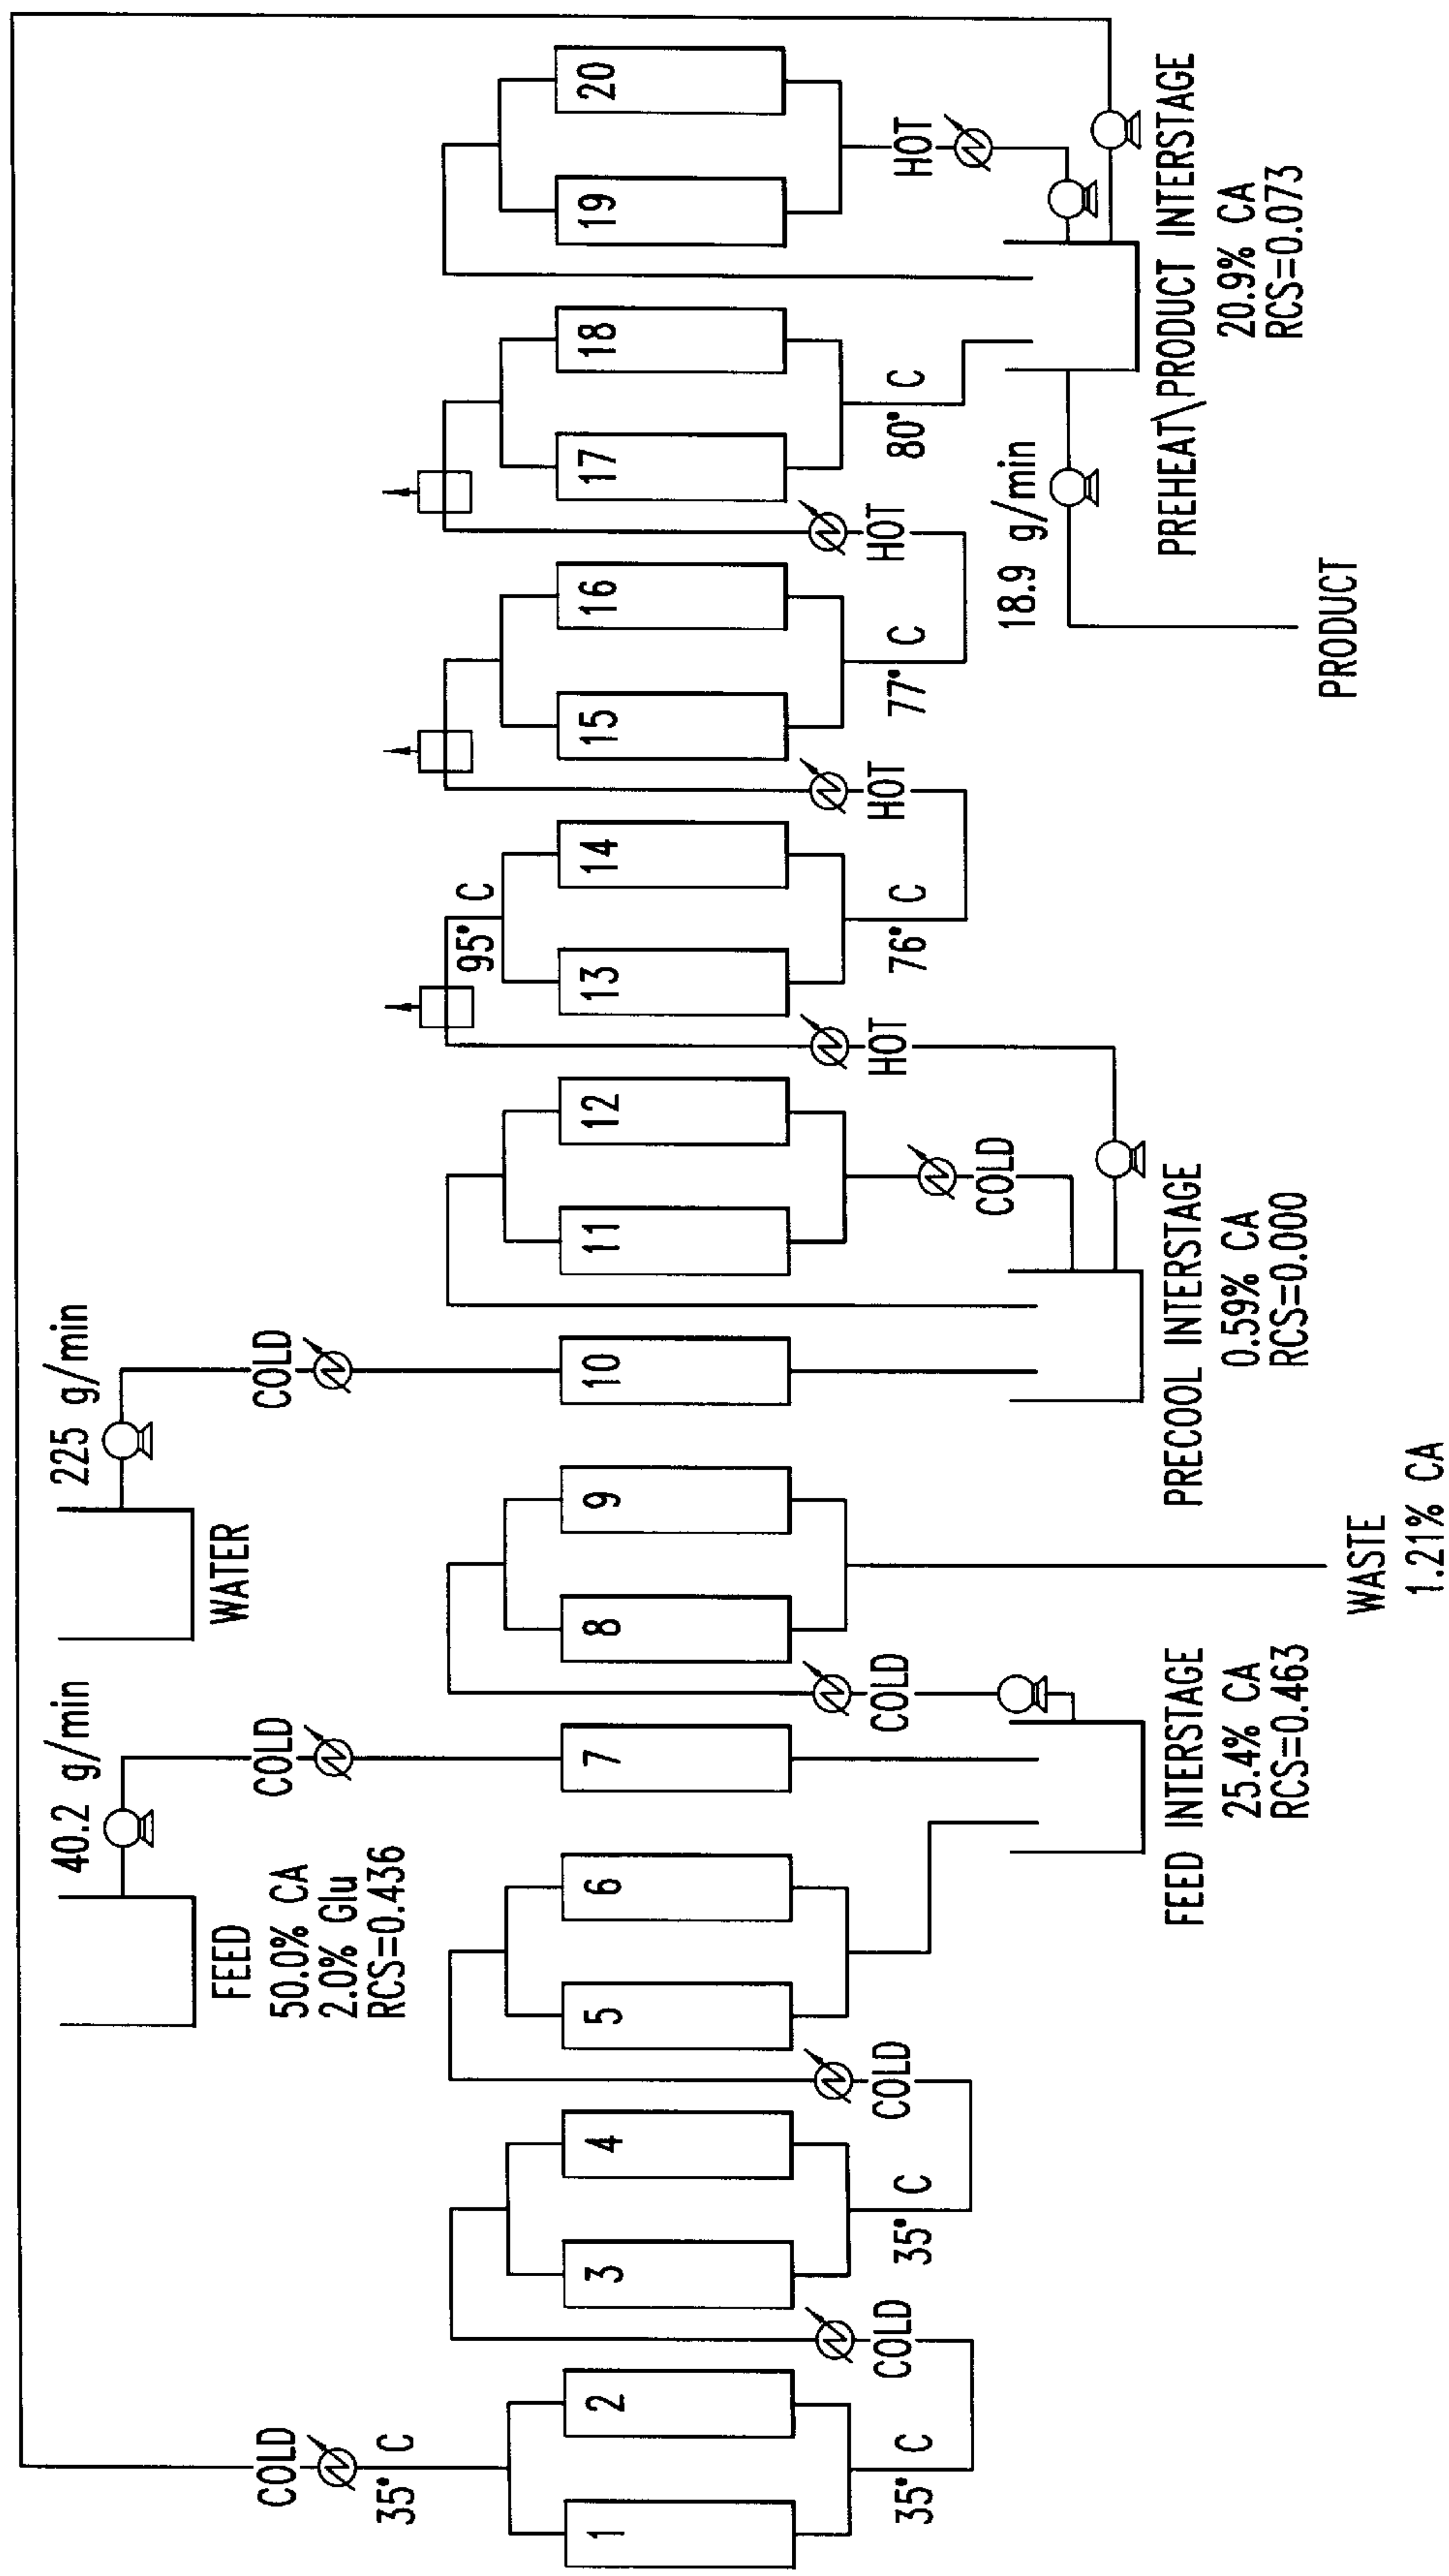 COLD
35° C
1
2
35° C
COLD
3
4
35° C
COLD
5
6
40.2 g/min
FEED
50.0% CA
2.0% Glu
RCS=0.436
COLD
7
FEED INTERSTAGE
25.4% CA
RCS=0.463
COLD
8
9
WASTE
1.21% CA
225 g/min
WATER
COLD
10
PRECOOL INTERSTAGE
0.59% CA
RCS=0.000
11
12
COLD
HOT
95° C
13
14
76° C
HOT
15
16
77° C
HOT
17
18
80° C
18.9 g/min
PRODUCT
19
20
HOT
PREHEAT\PRODUCT INTERSTAGE
20.9% CA
RCS=0.073